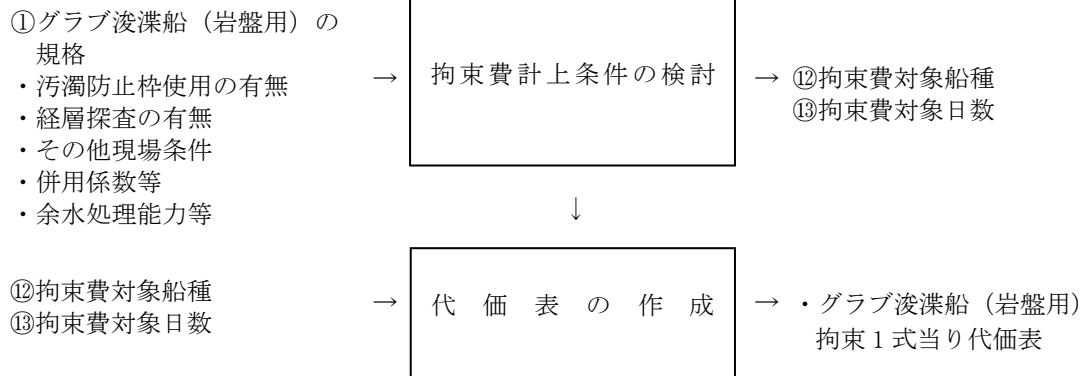 ①グラブ浚渫船（岩盤用）の
規格
・汚濁防止枠使用の有無
・経層探査の有無
・その他現場条件
・併用係数等
・余水処理能力等
→
拘束費計上条件の検討
→ ⑫拘束費対象船種
⑬拘束費対象日数
↓
⑫拘束費対象船種
⑬拘束費対象日数
→
代価表の作成
→ ・グラブ浚渫船（岩盤用）
拘束１式当り代価表